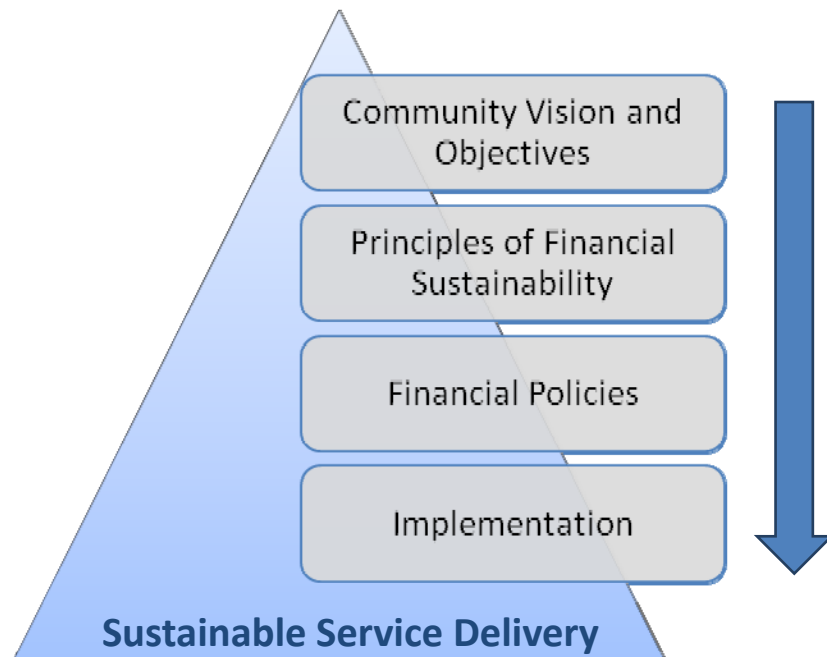 Community Vision and
Objectives
Principles of Financial
Sustainability
Financial Policies
Implementation
Sustainable Service Delivery